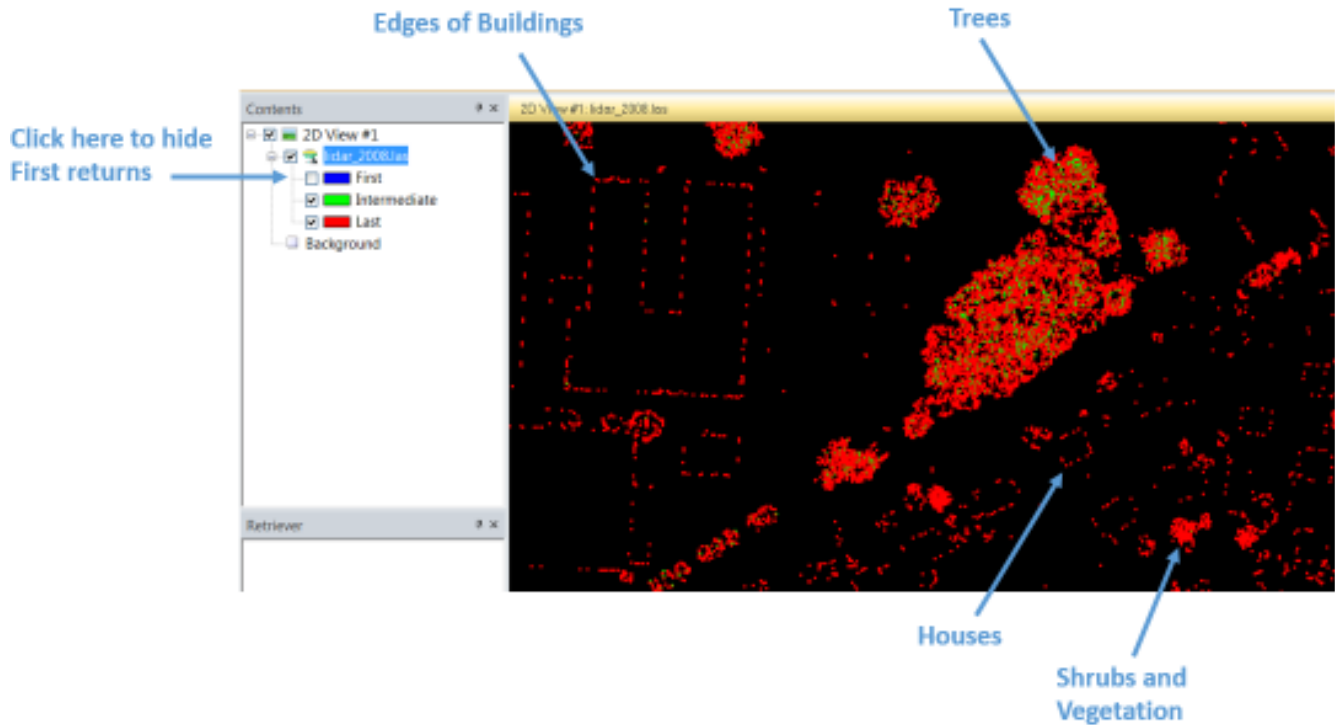 Edges of Buildings
Trees
Contents
2D View #1: lidar_2008.las
Click here to hide
First returns
2D View #1
lidar_2008.las
First
Intermediate
Last
Background
Retriever
Houses
Shrubs and
Vegetation